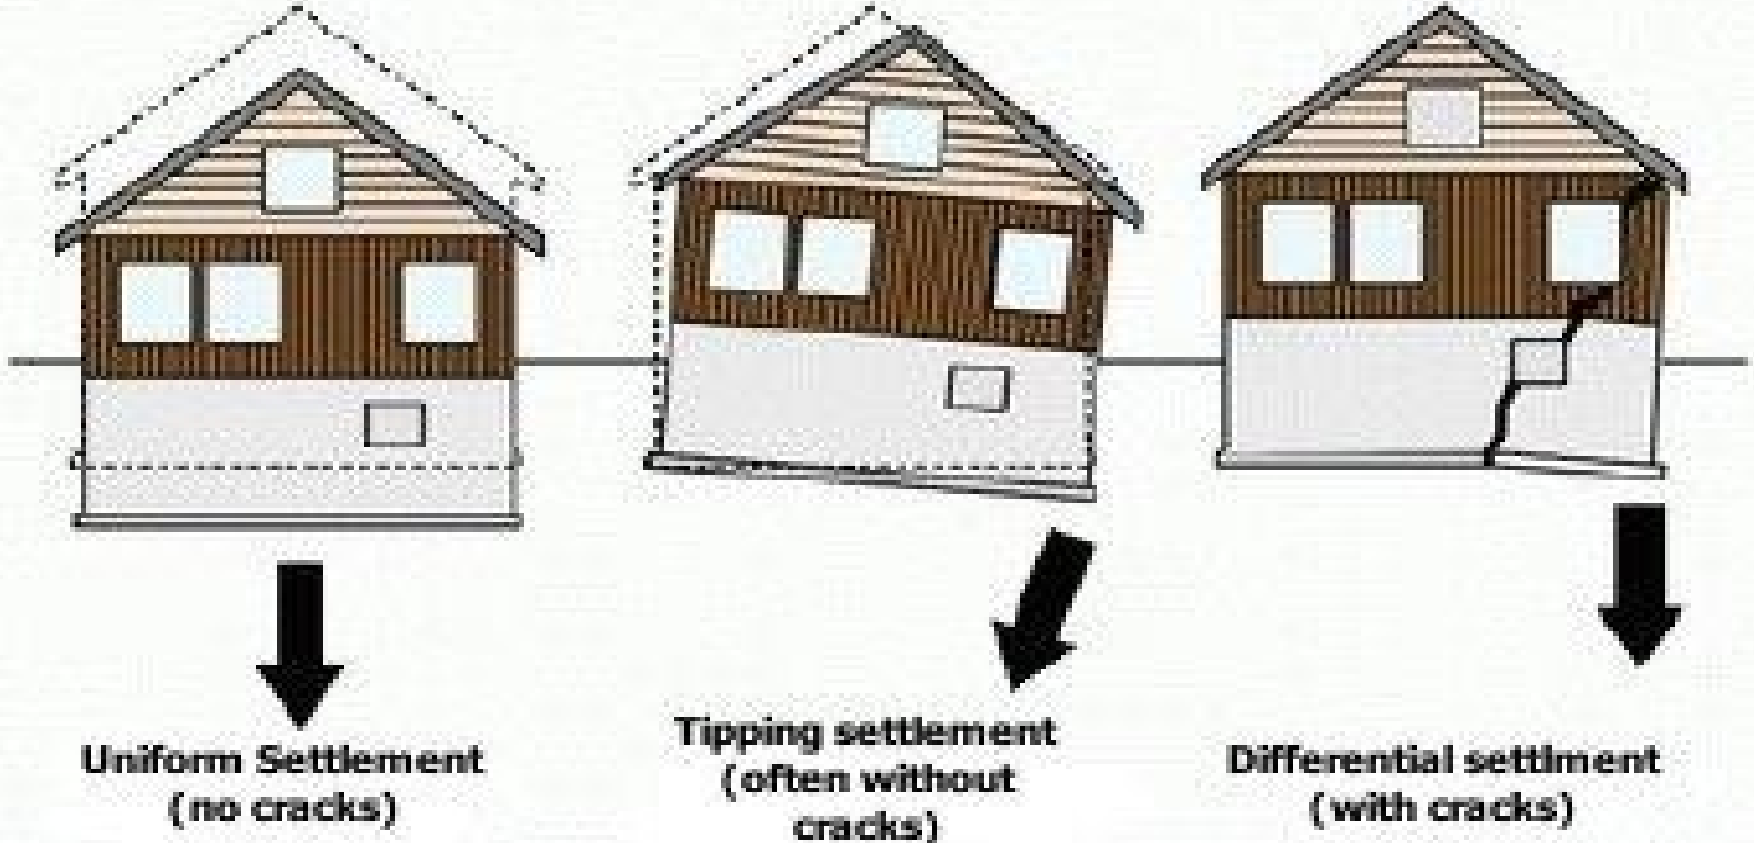 Uniform Settlement
(no cracks)
Tipping settlement
(often without
cracks)
Differential settlment
(with cracks)